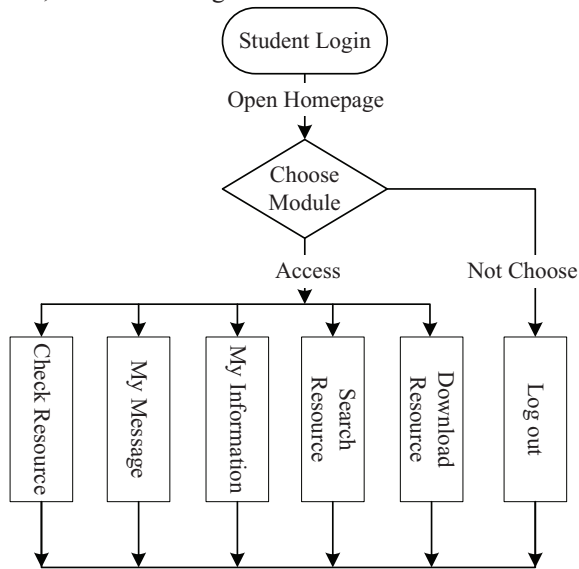 Student Login
Open Homepage
Choose
Module
Access
Not Choose
Check Resource
My Message
My Information
Search
Resource
Download
Resource
Log out